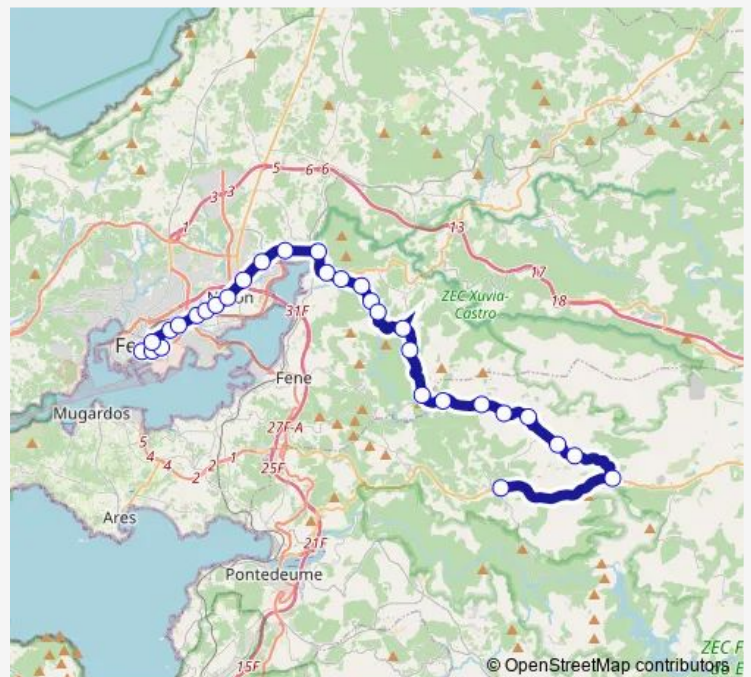 5
6
6
3
3
1
13
17
18
ZEC Xuvia-
Castro
31F
Fene
Mugardos
27F-A
5
4
4
2
2
1
25F
Ares
21F
Pontedeume
15F
ZEC F
© OpenStreetMap contributors